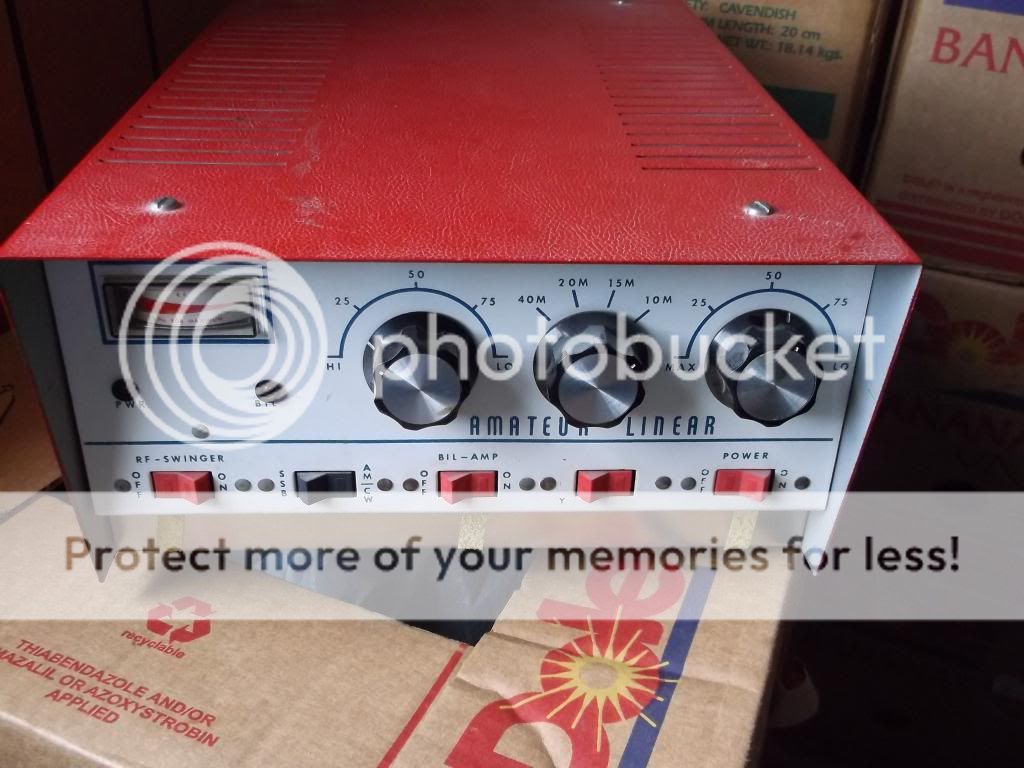 CAVENDISH
LENGTH: 20 cm
NET WT.: 18.14 kgs.
BAN
50
25
75
HI
LO
20M 15M
40M
10M
50
25
75
MAX
LO
PWR
photobucket
AMATEUR LINEAR
RF-SWINGER
OFF
ON
SSB
AM/CW
BIL-AMP
OFF
ON
Y
POWER
OFF
ON
Protect more of your memories for less!
recyclable
THIABENDAZOLE AND/OR
IMAZALIL OR AZOXYSTROBIN
APPLIED
Dole